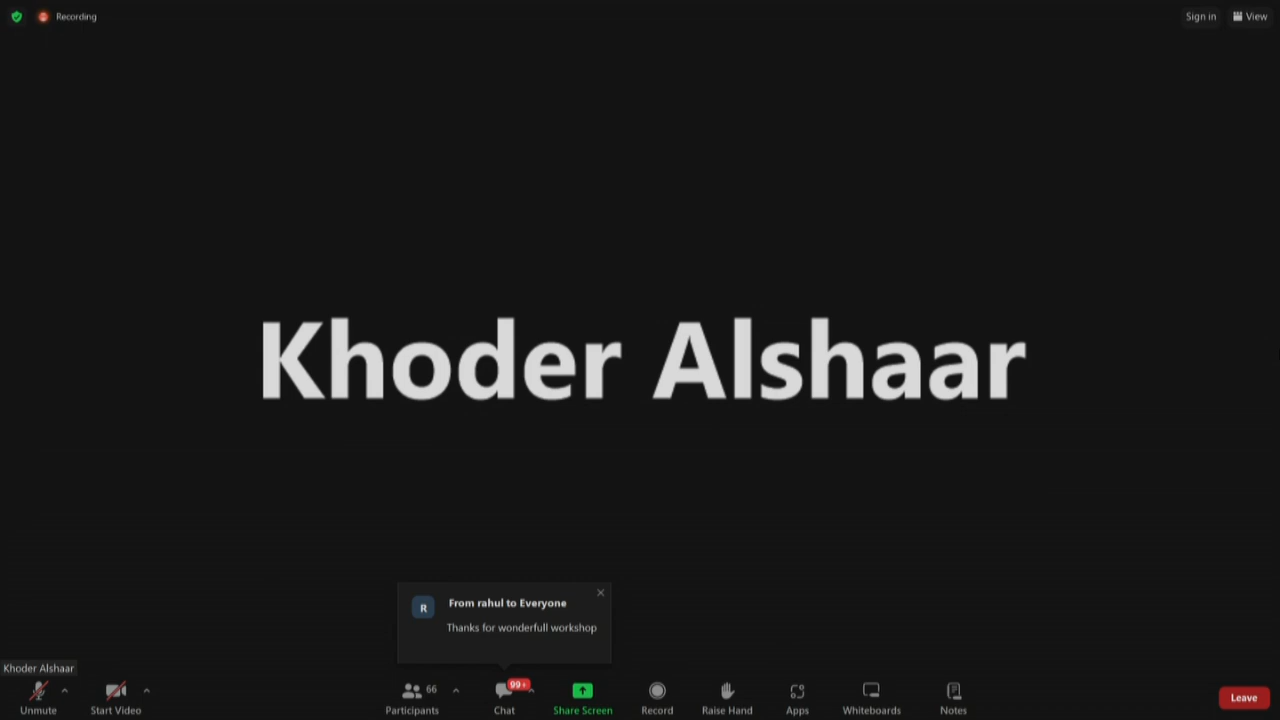 Recording
Sign in
View
Khoder Alshaar
R
From rahul to Everyone
Thanks for wonderfull workshop
Khoder Alshaar
66
99+
Unmute
Start Video
Participants
Chat
Share Screen
Record
Raise Hand
Apps
Whiteboards
Notes
Leave